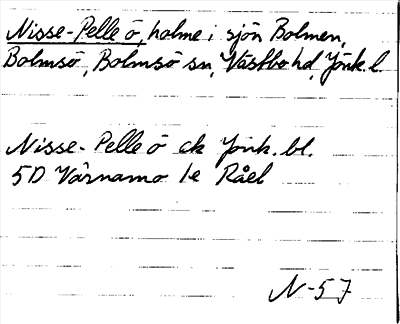 Nisse-Pelle ö, holme i sjön Bolmen,
Bolmsö, Bolmsö sn, Västbo hd, Jönk. l.
Nisse-Pelle ö ek Jönk. bl.
5D Värnamo 1e Råel
N-57